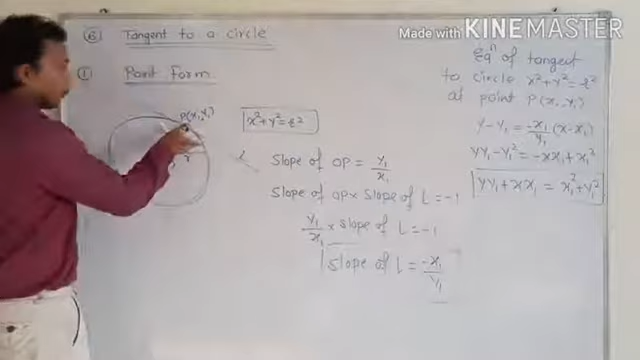 Made with KINEMASTER
⑥ Tangent to a circle
① Point Form
P(x₁,y₁)
r
x²+y²=r²
L
Slope of OP = y₁/x₁
Slope of OP x Slope of L = -1
y₁/x₁ x Slope of L = -1
Slope of L = -x₁/y₁
Eqⁿ of tangent
to circle x²+y²=r²
at point P(x₁,y₁)
y-y₁ = -x₁/y₁ (x-x₁)
yy₁-y₁² = -xx₁+x₁²
yy₁+xx₁ = x₁²+y₁²